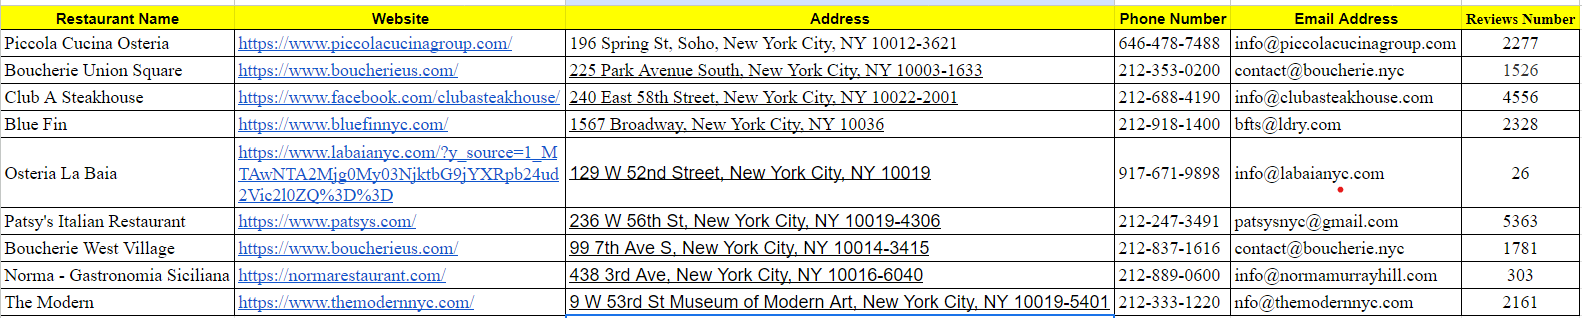 Restaurant Name Website Address Phone Number Email Address Reviews Number
Piccola Cucina Osteria https://www.piccolacucinagroup.com/ 196 Spring St, Soho, New York City, NY 10012-3621 646-478-7488 info@piccolacucinagroup.com 2277
Boucherie Union Square https://www.boucherieus.com/ 225 Park Avenue South, New York City, NY 10003-1633 212-353-0200 contact@boucherie.nyc 1526
Club A Steakhouse https://www.facebook.com/clubasteakhouse/ 240 East 58th Street, New York City, NY 10022-2001 212-688-4190 info@clubasteakhouse.com 4556
Blue Fin https://www.bluefinnyc.com/ 1567 Broadway, New York City, NY 10036 212-918-1400 bfts@ldry.com 2328
https://www.labaianyc.com/?y_source=1_M
Osteria La Baia TAwNTA2Mjg0My03NjktbG9jYXRpb24ud 129 W 52nd Street, New York City, NY 10019 917-671-9898 info@labaianyc.com 26
2Vic2l0ZQ%3D%3D
Patsy's Italian Restaurant https://www.patsys.com/ 236 W 56th St, New York City, NY 10019-4306 212-247-3491 patsysnyc@gmail.com 5363
Boucherie West Village https://www.boucherieus.com/ 99 7th Ave S, New York City, NY 10014-3415 212-837-1616 contact@boucherie.nyc 1781
Norma - Gastronomia Siciliana https://normarestaurant.com/ 438 3rd Ave, New York City, NY 10016-6040 212-889-0600 info@normamurrayhill.com 303
The Modern https://www.themodernnyc.com/ 9 W 53rd St Museum of Modern Art, New York City, NY 10019-5401 212-333-1220 nfo@themodernnyc.com 2161